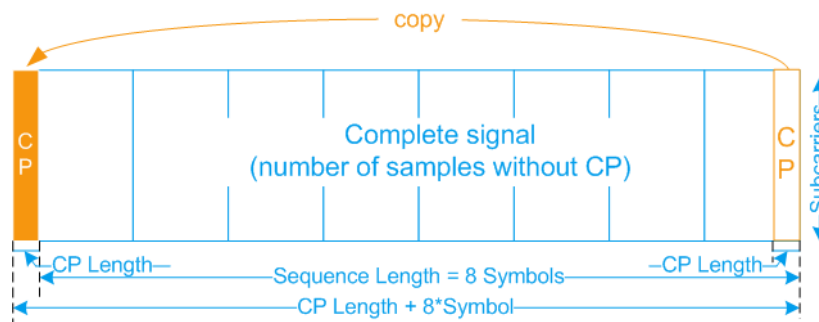 copy
C
P
Complete signal
(number of samples without CP)
C
P
Subcarriers
CP Length
CP Length
Sequence Length = 8 Symbols
CP Length + 8*Symbol